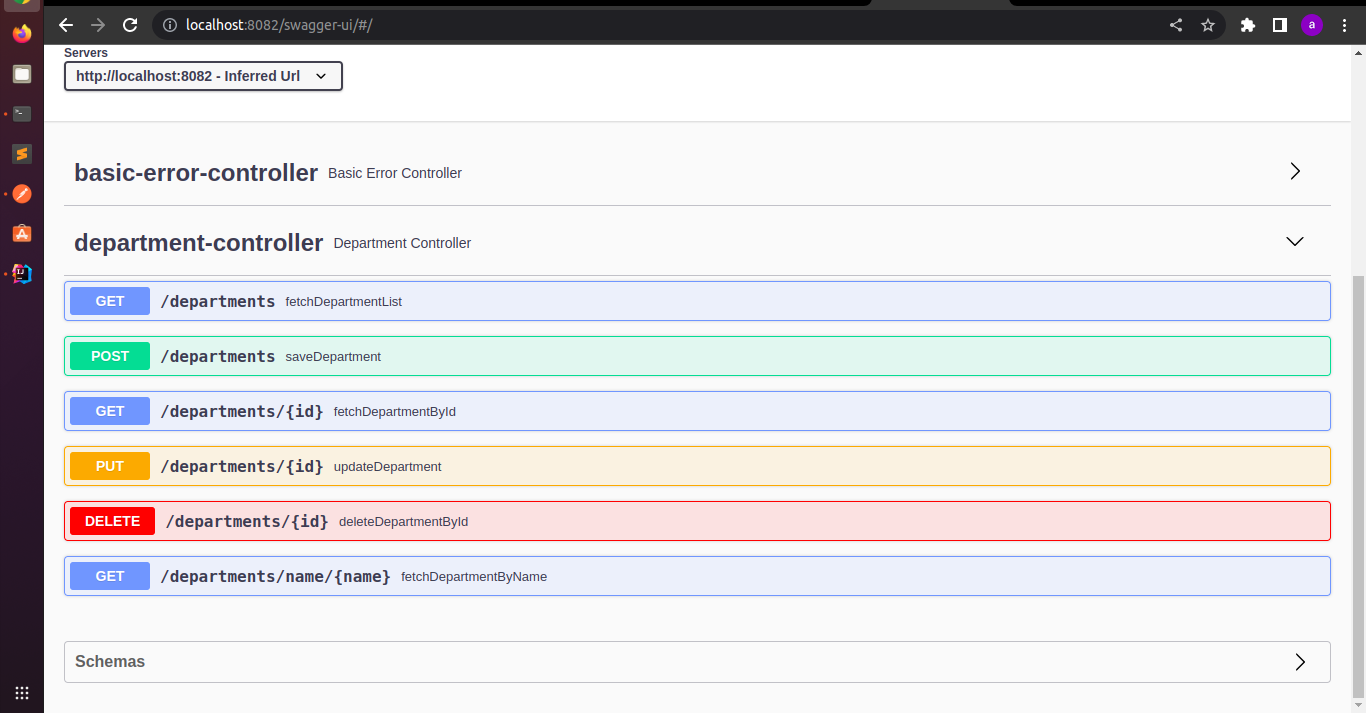 localhost:8082/swagger-ui/#/
a
Servers
http://localhost:8082 - Inferred Url
basic-error-controller Basic Error Controller
department-controller Department Controller
GET /departments fetchDepartmentList
POST /departments saveDepartment
GET /departments/{id} fetchDepartmentById
PUT /departments/{id} updateDepartment
DELETE /departments/{id} deleteDepartmentById
GET /departments/name/{name} fetchDepartmentByName
Schemas
IJ